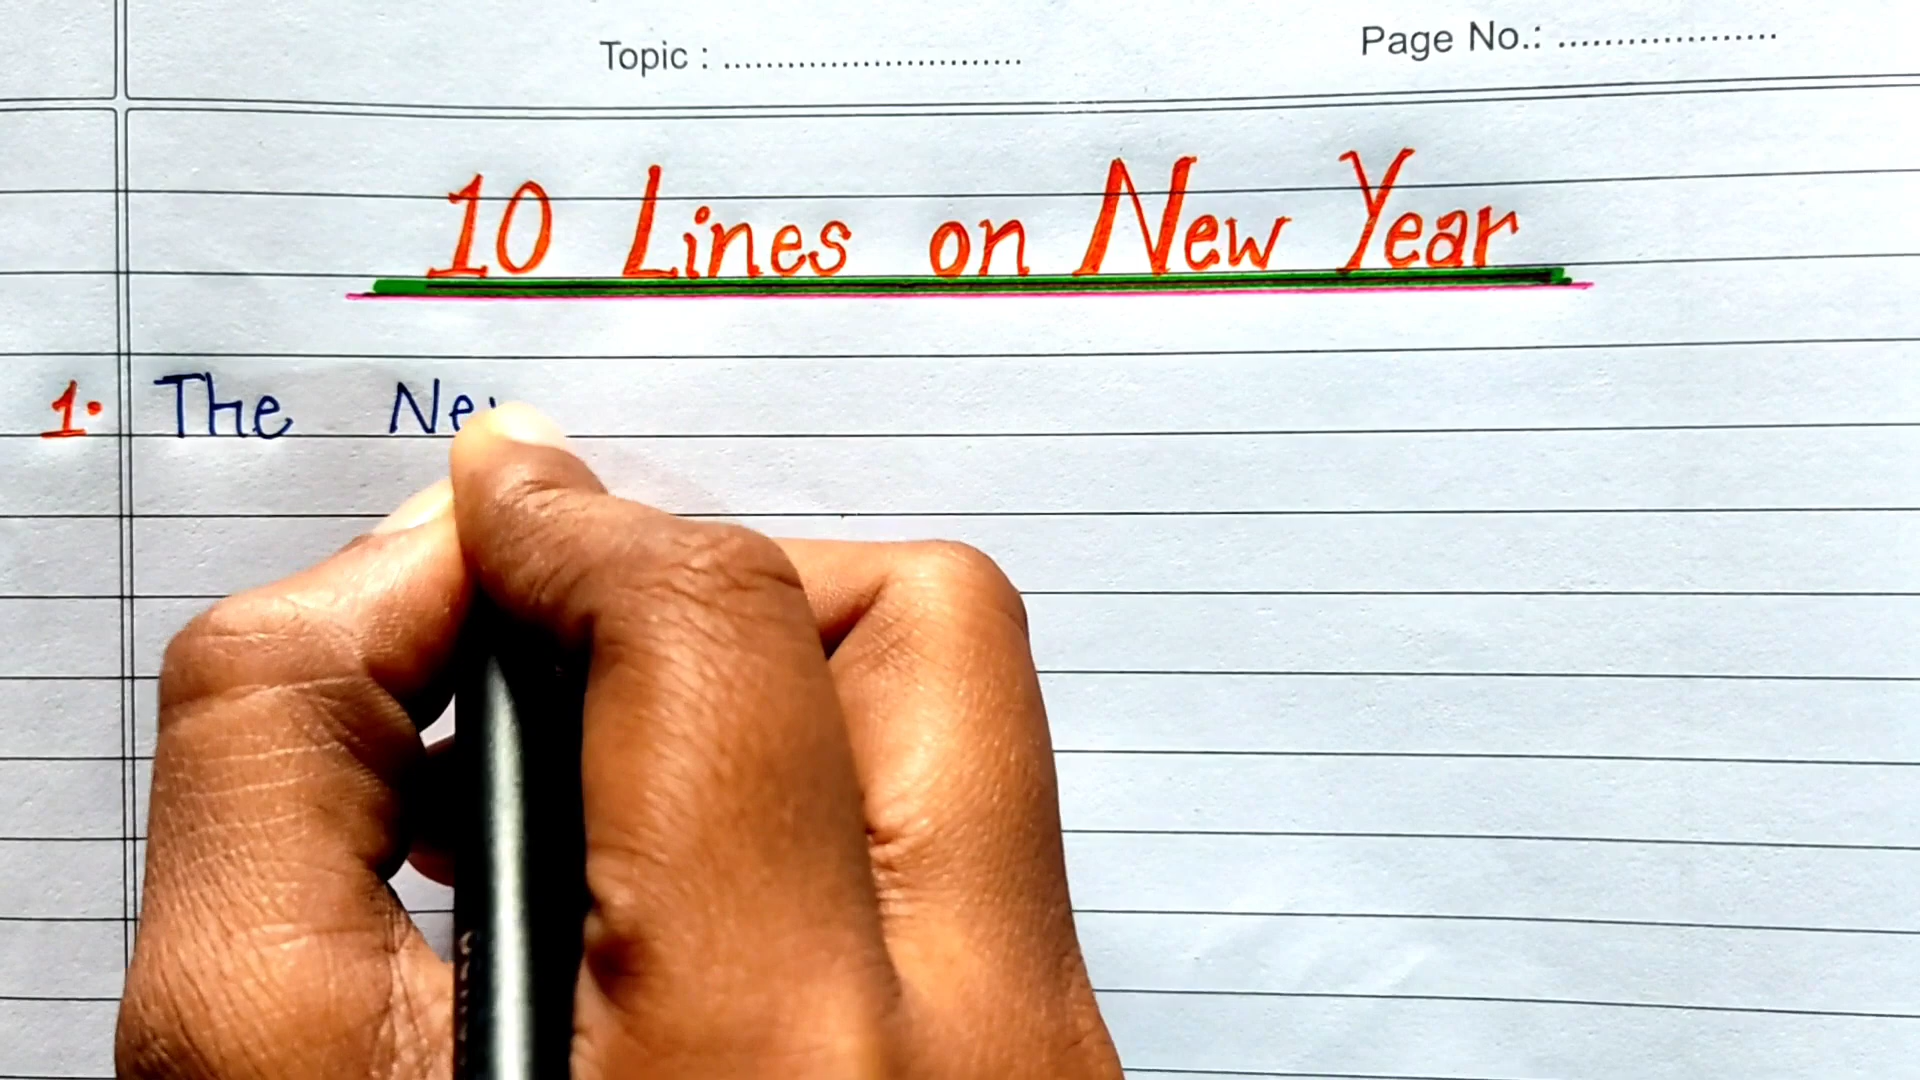 Topic : ........................... Page No.: ...................
10 Lines on New Year
1. The